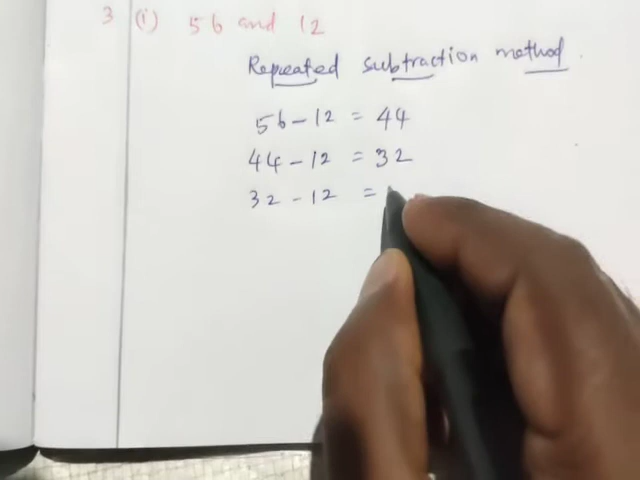 3 (i) 56 and 12
Repeated subtraction method.
56 - 12 = 44
44 - 12 = 32
32 - 12 =